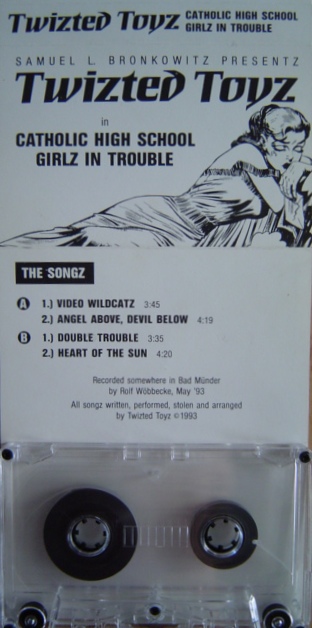 Twizted Toyz CATHOLIC HIGH SCHOOL
GIRLZ IN TROUBLE
SAMUEL L. BRONKOWITZ PRESENTZ
Twizted Toyz
in
CATHOLIC HIGH SCHOOL
GIRLZ IN TROUBLE
THE SONGZ
A 1.) VIDEO WILDCATZ 3:45
2.) ANGEL ABOVE, DEVIL BELOW 4:19
B 1.) DOUBLE TROUBLE 3:35
2.) HEART OF THE SUN 4:20
Recorded somewhere in Bad Münder
by Rolf Wöbbecke, May '93
All songz written, performed, stolen and arranged
by Twizted Toyz ©1993